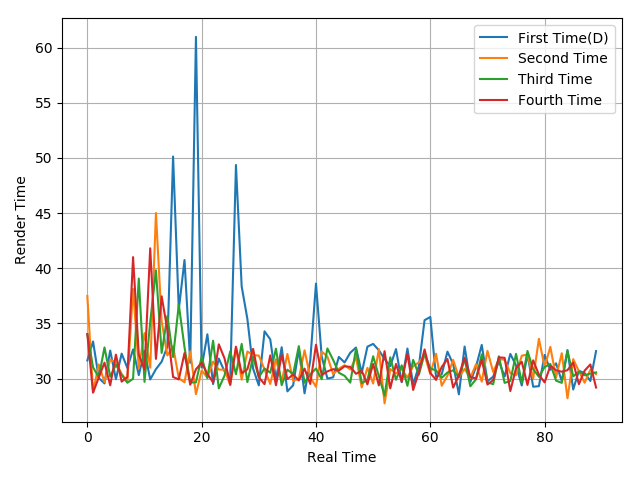 First Time(D)
Second Time
Third Time
Fourth Time
60
55
50
45
40
35
30
Render Time
0 20 40 60 80
Real Time